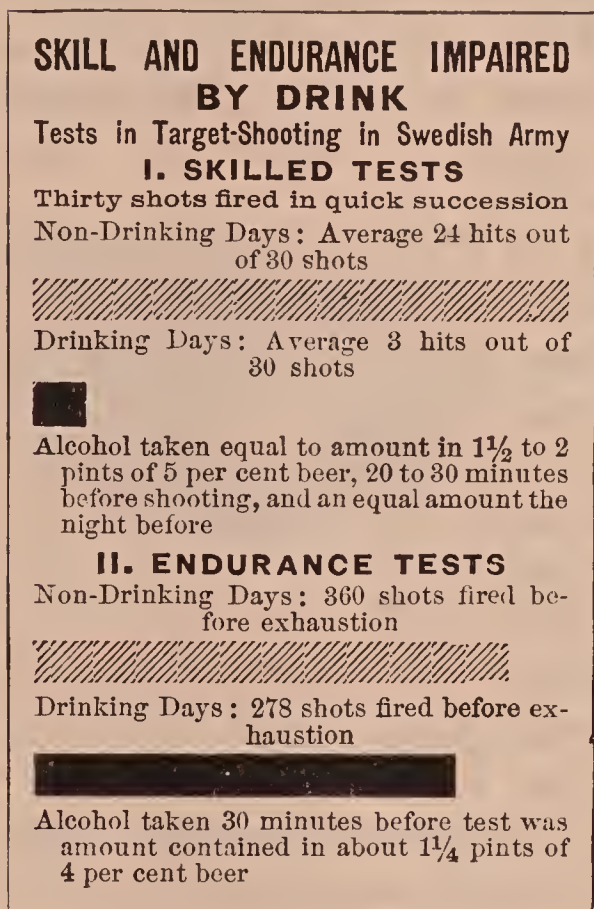 SKILL AND ENDURANCE IMPAIRED
BY DRINK
Tests in Target-Shooting in Swedish Army
I. SKILLED TESTS
Thirty shots fired in quick succession
Non-Drinking Days: Average 24 hits out
of 30 shots
Drinking Days: Average 3 hits out of
30 shots
Alcohol taken equal to amount in 1½ to 2
pints of 5 per cent beer, 20 to 30 minutes
before shooting, and an equal amount the
night before
II. ENDURANCE TESTS
Non-Drinking Days: 360 shots fired be-
fore exhaustion
Drinking Days: 278 shots fired before ex-
haustion
Alcohol taken 30 minutes before test was
amount contained in about 1¼ pints of
4 per cent beer